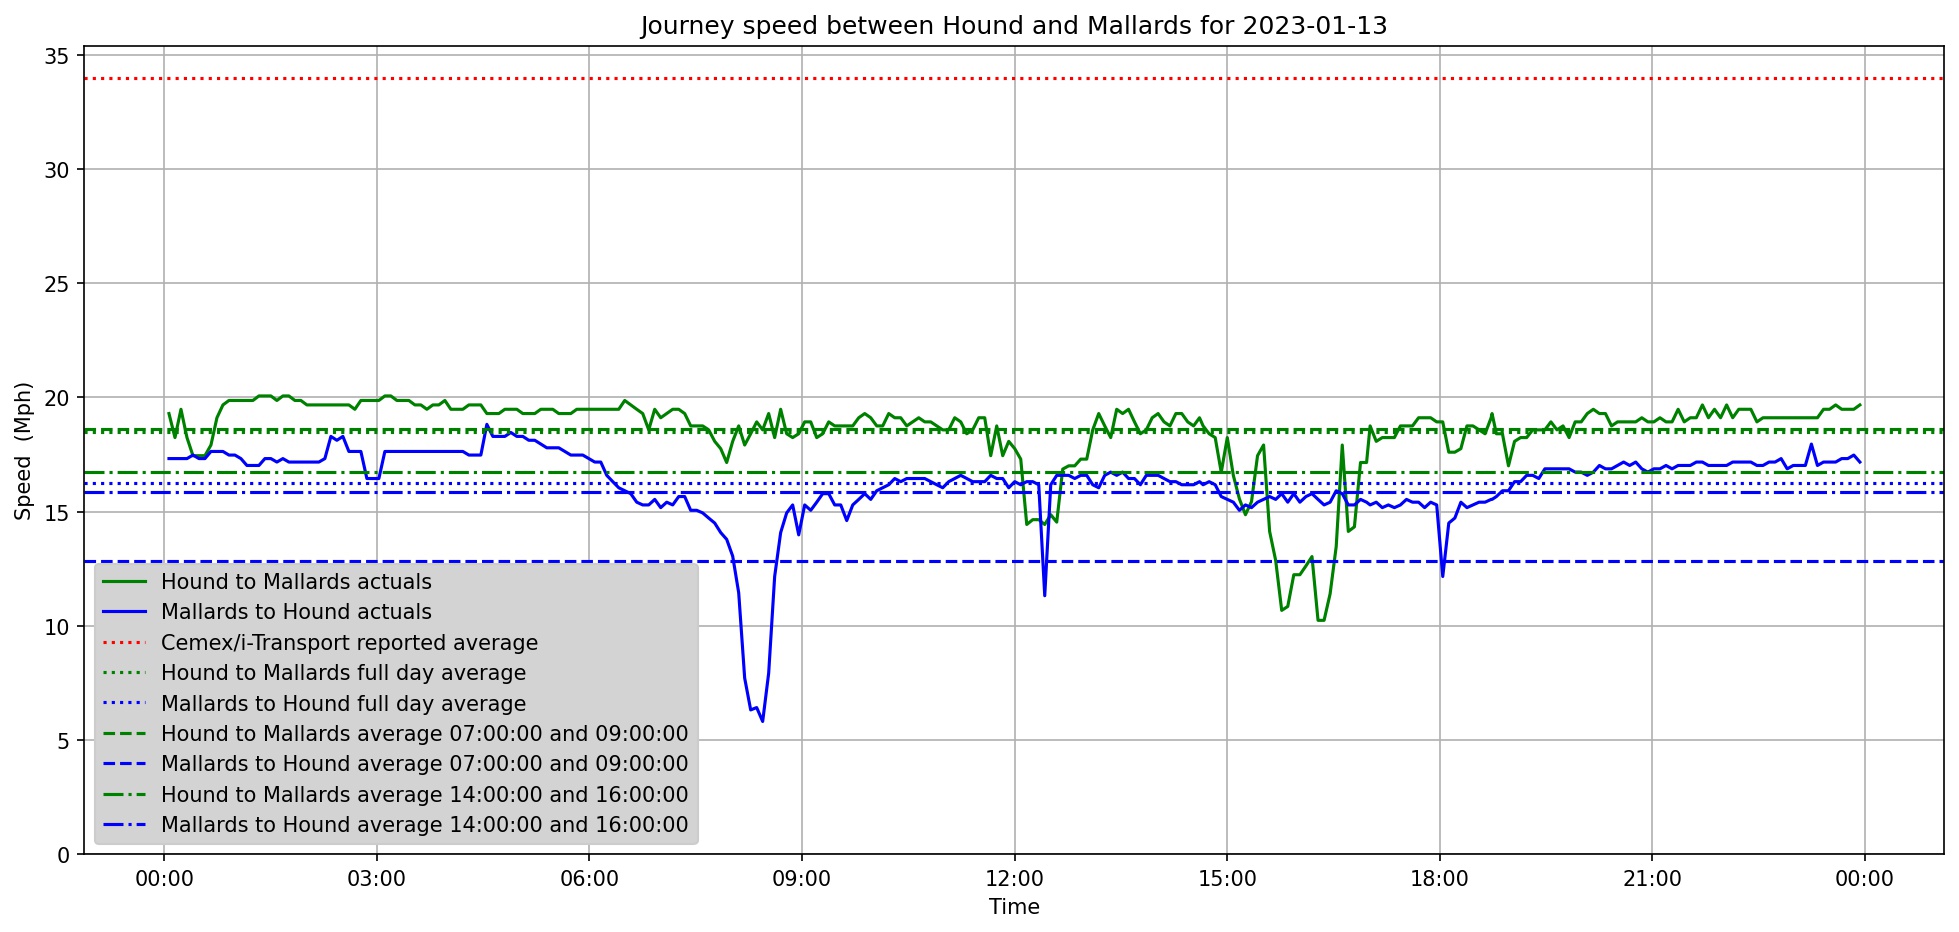 Journey speed between Hound and Mallards for 2023-01-13
35
30
25
20
15
10
5
0
Speed (Mph)
Hound to Mallards actuals
Mallards to Hound actuals
Cemex/i-Transport reported average
Hound to Mallards full day average
Mallards to Hound full day average
Hound to Mallards average 07:00:00 and 09:00:00
Mallards to Hound average 07:00:00 and 09:00:00
Hound to Mallards average 14:00:00 and 16:00:00
Mallards to Hound average 14:00:00 and 16:00:00
00:00 03:00 06:00 09:00 12:00 15:00 18:00 21:00 00:00
Time